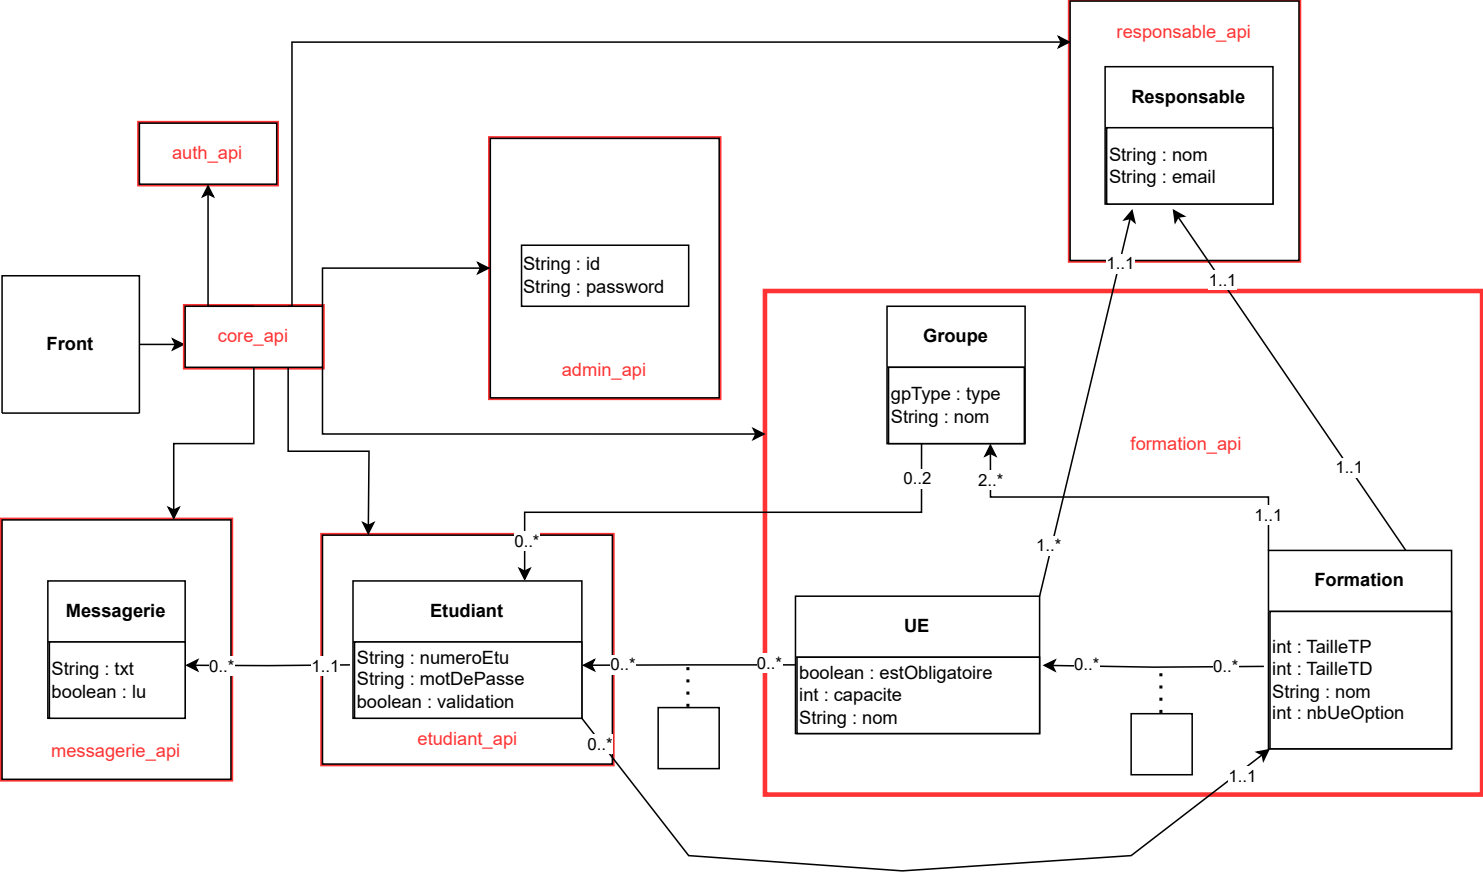 responsable_api
Responsable
String : nom
String : email
auth_api
String : id
String : password
admin_api
Front
core_api
1..1
1..1
Groupe
gpType : type
String : nom
formation_api
0..2
2..*
1..1
1..1
0..*
1..*
Messagerie
String : txt
boolean : lu
messagerie_api
0..*
1..1
Etudiant
String : numeroEtu
String : motDePasse
boolean : validation
etudiant_api
0..*
0..*
0..*
UE
boolean : estObligatoire
int : capacite
String : nom
0..*
0..*
Formation
int : TailleTP
int : TailleTD
String : nom
int : nbUeOption
1..1